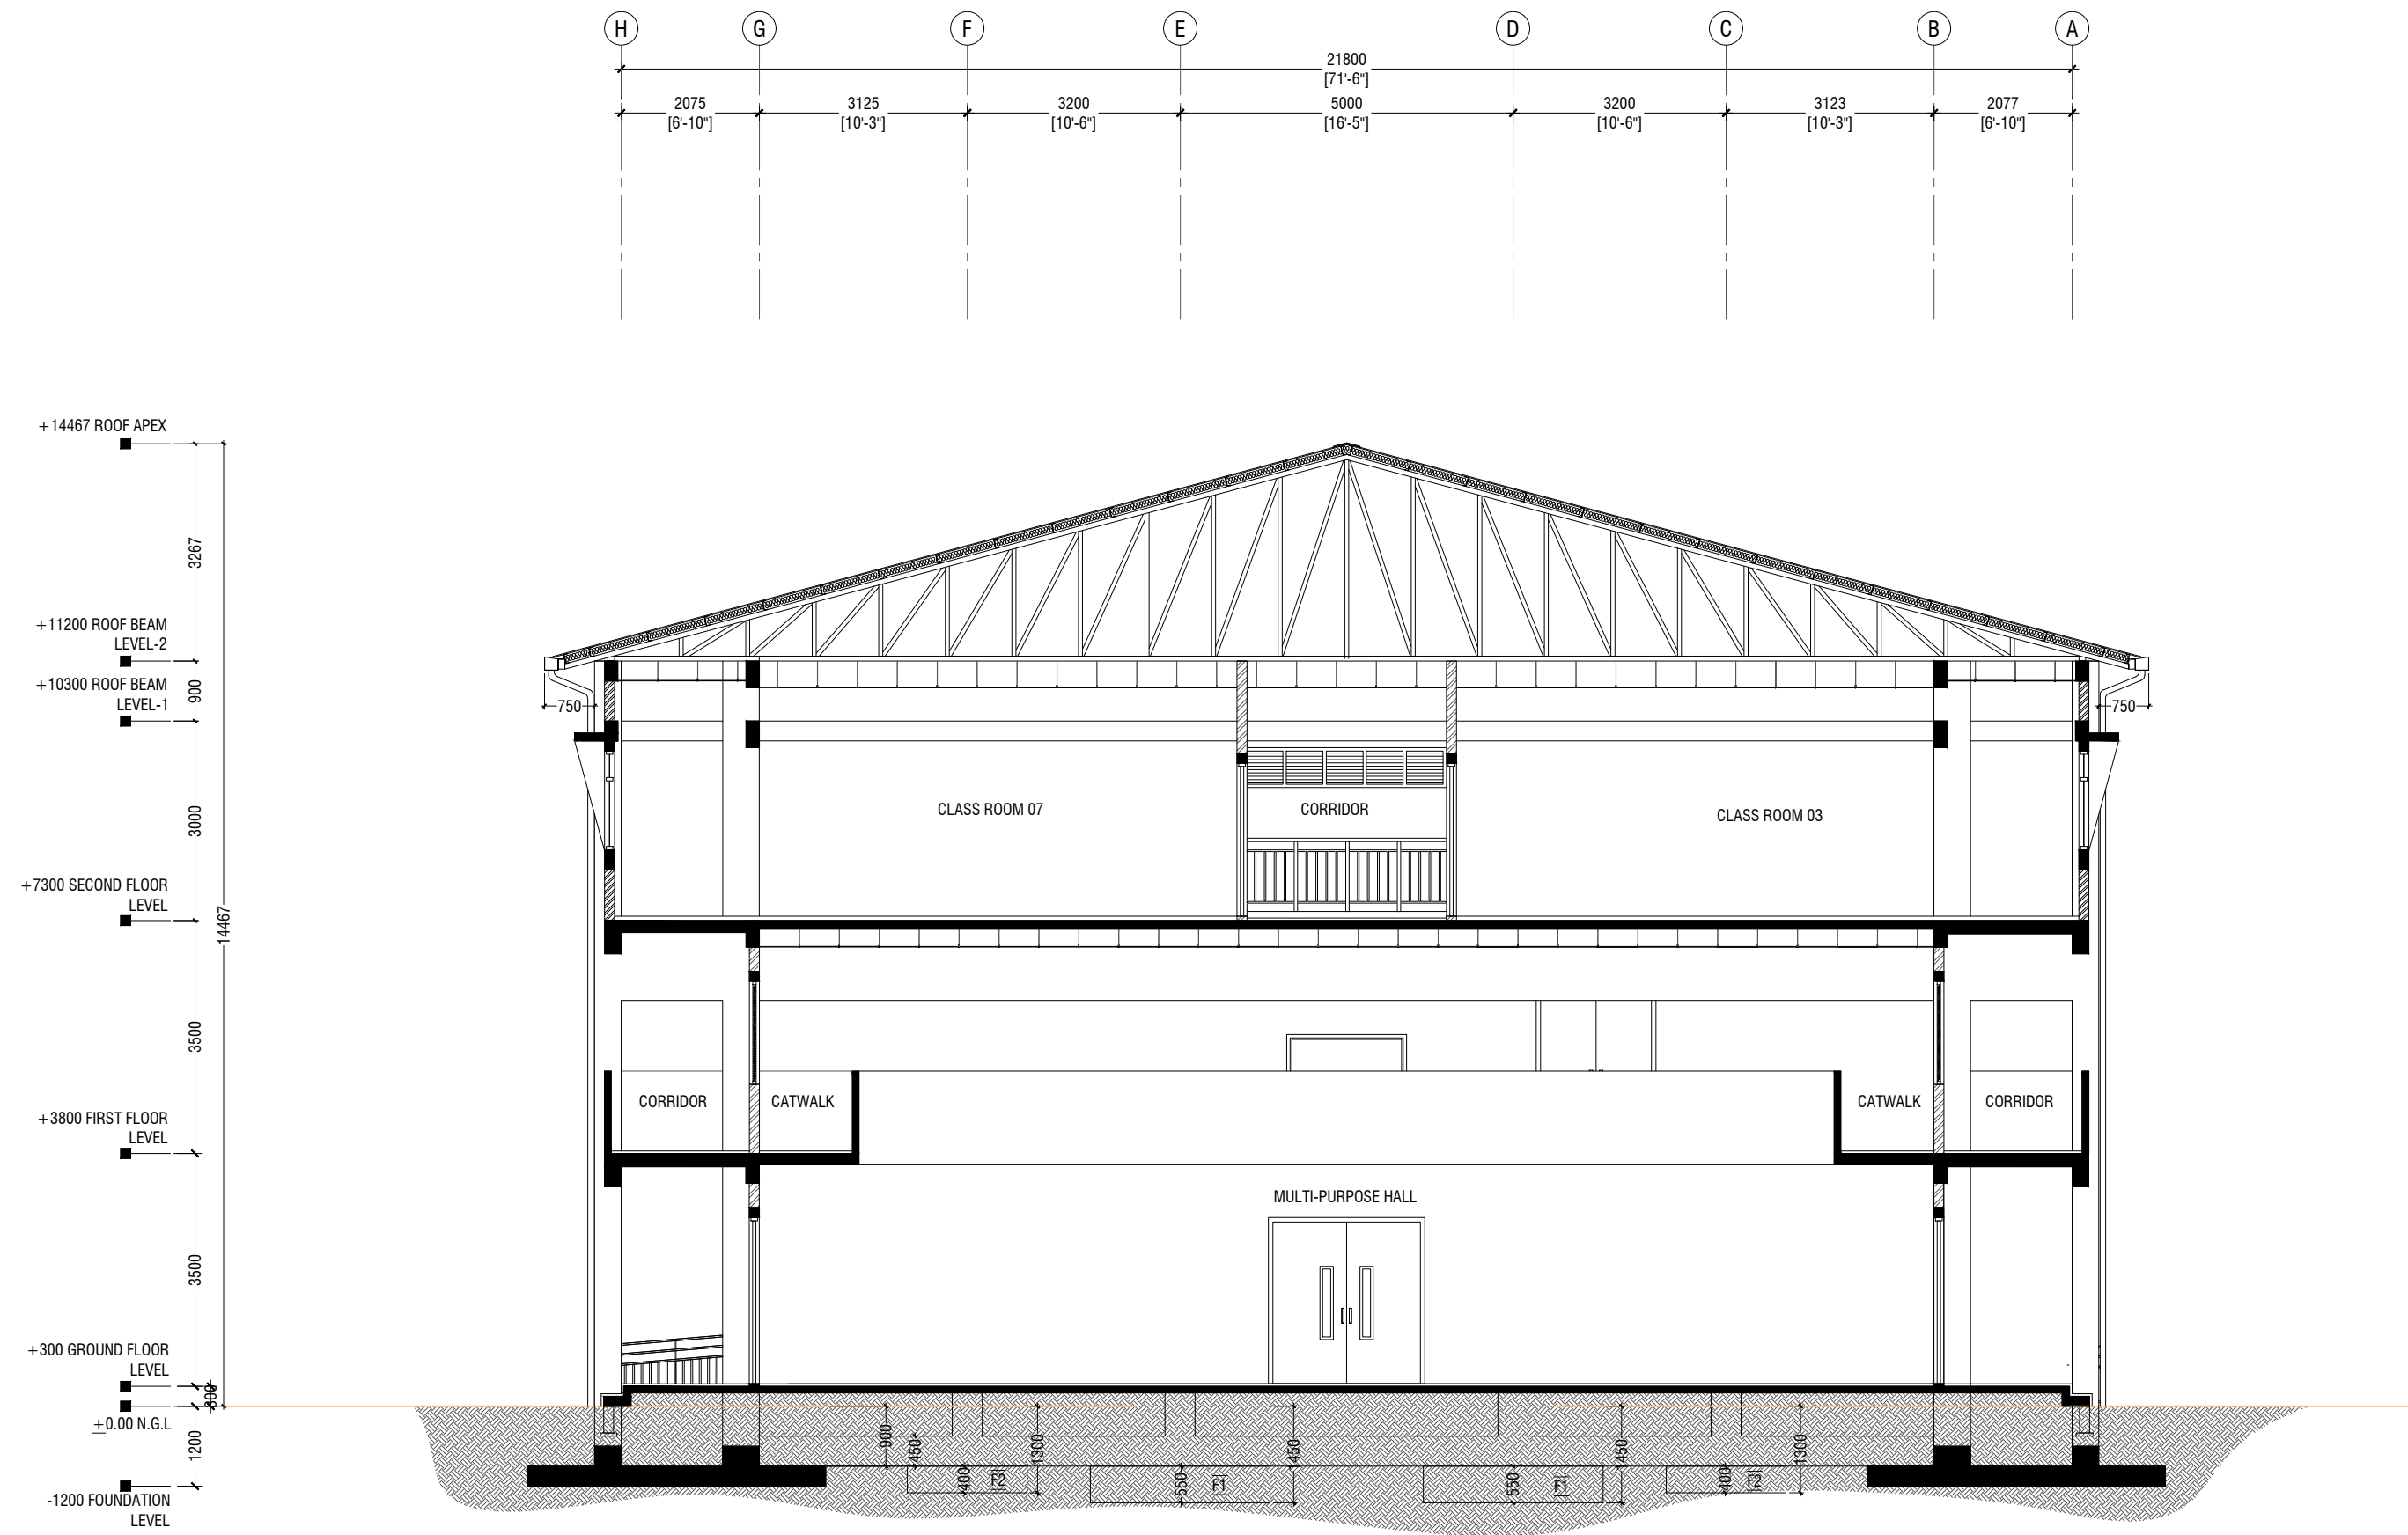 H G F E D C B A
21800
[71'-6"]
2075 3125 3200 5000 3200 3123 2077
[6'-10"] [10'-3"] [10'-6"] [16'-5"] [10'-6"] [10'-3"] [6'-10"]
+14467 ROOF APEX
3267
+11200 ROOF BEAM
LEVEL-2
900
+10300 ROOF BEAM
LEVEL-1
750 750
3000
CLASS ROOM 07 CORRIDOR CLASS ROOM 03
+7300 SECOND FLOOR
LEVEL
14467
3500
CORRIDOR CATWALK CATWALK CORRIDOR
+3800 FIRST FLOOR
LEVEL
MULTI-PURPOSE HALL
3500
+300 GROUND FLOOR
LEVEL
300
±0.00 N.G.L
1200
900 450 1300 1450 1450 1300
400 F2 550 F1 550 F1 400 F2
-1200 FOUNDATION
LEVEL